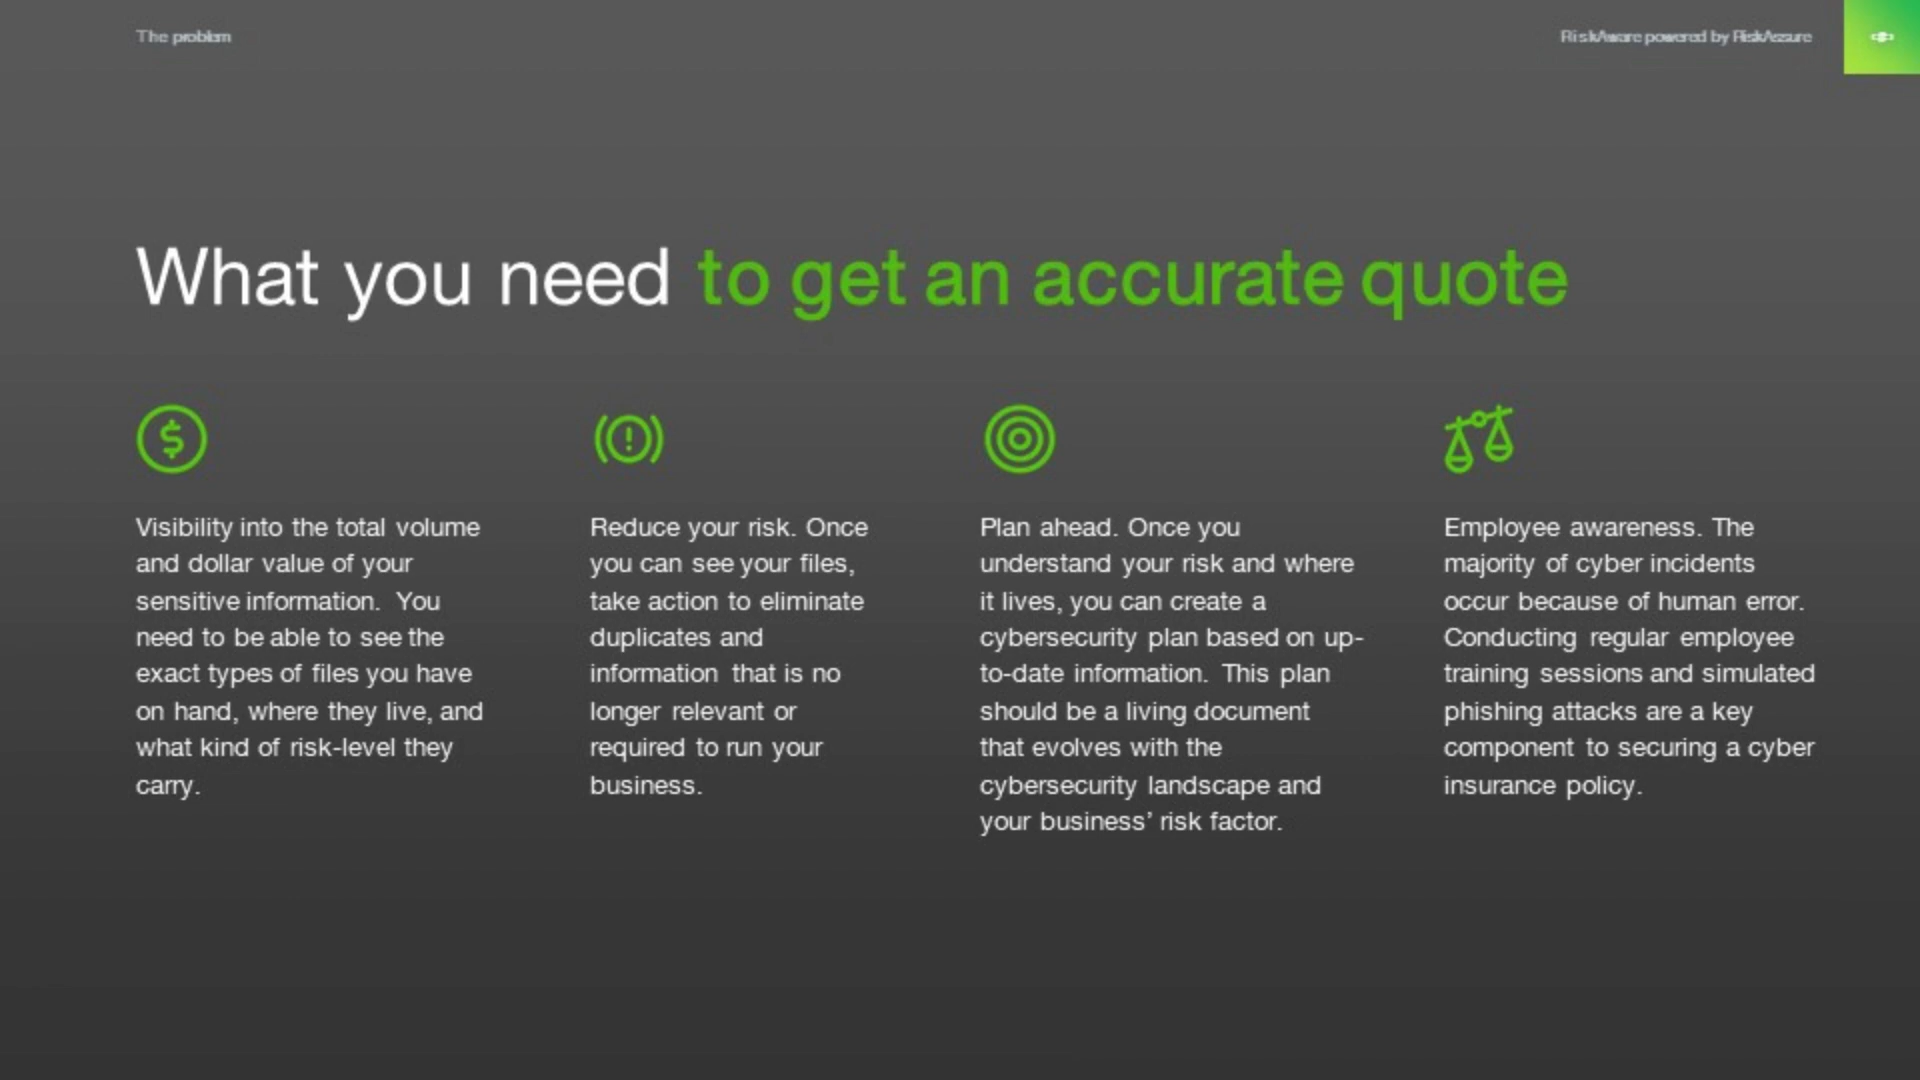 The problem
RiskAware powered by RiskAssure
What you need to get an accurate quote
Visibility into the total volume
and dollar value of your
sensitive information. You
need to be able to see the
exact types of files you have
on hand, where they live, and
what kind of risk-level they
carry.
Reduce your risk. Once
you can see your files,
take action to eliminate
duplicates and
information that is no
longer relevant or
required to run your
business.
Plan ahead. Once you
understand your risk and where
it lives, you can create a
cybersecurity plan based on up-
to-date information. This plan
should be a living document
that evolves with the
cybersecurity landscape and
your business’ risk factor.
Employee awareness. The
majority of cyber incidents
occur because of human error.
Conducting regular employee
training sessions and simulated
phishing attacks are a key
component to securing a cyber
insurance policy.